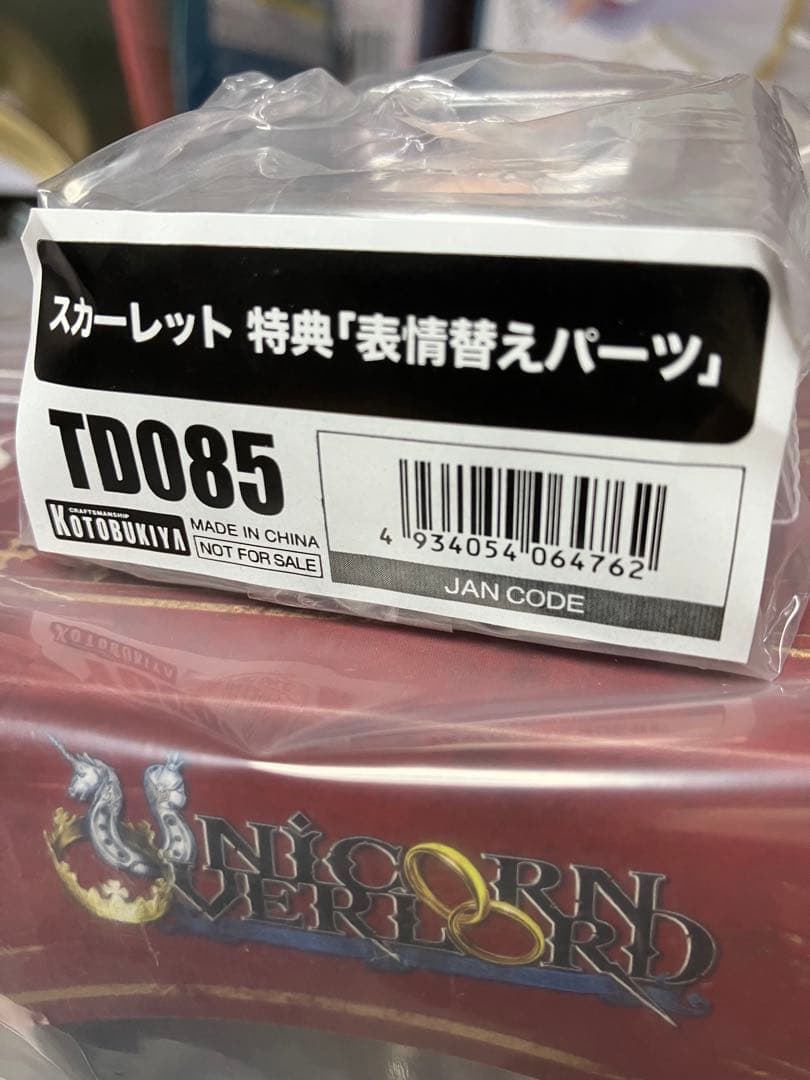 スカーレット 特典「表情替えパーツ」
TD085
CRAFTSMANSHIP
KOTOBUKIYA
MADE IN CHINA
NOT FOR SALE
4 934054 064762
JAN CODE
UNICORN
OVERLORD